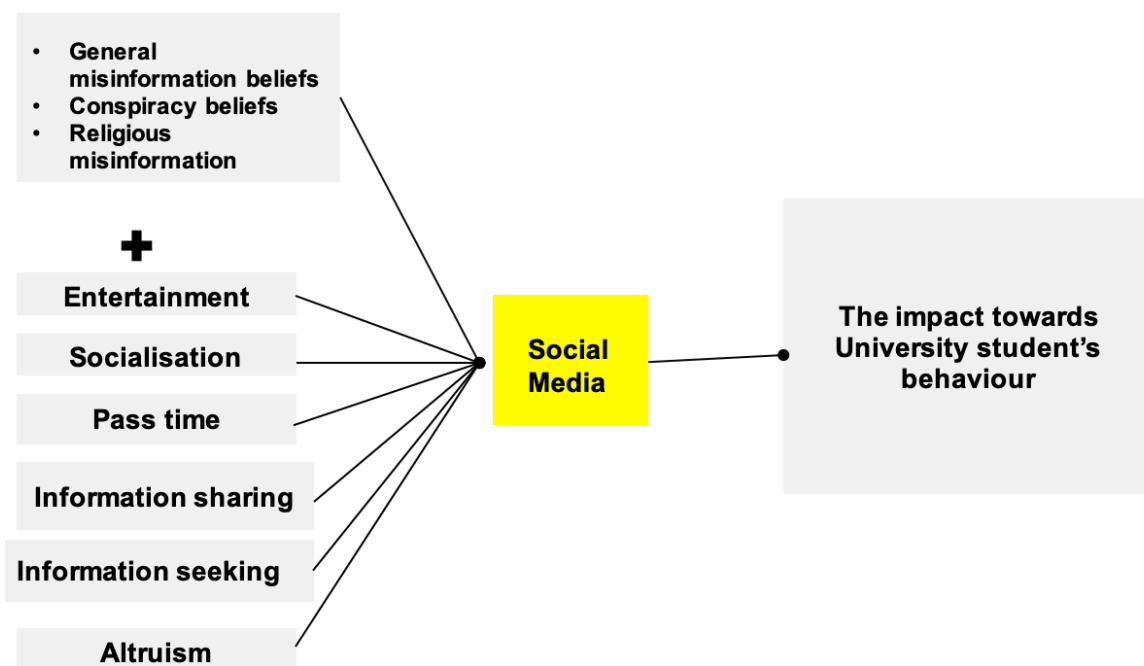 • General
misinformation beliefs
• Conspiracy beliefs
• Religious
misinformation
Entertainment
Socialisation
Pass time
Information sharing
Information seeking
Altruism
Social
Media
The impact towards
University student’s
behaviour